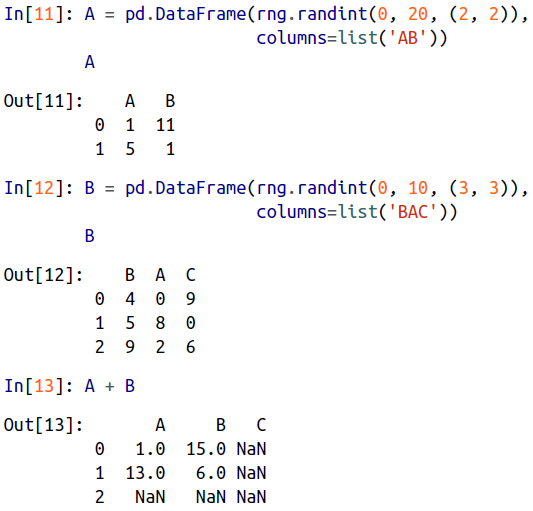 In[11]: A = pd.DataFrame(rng.randint(0, 20, (2, 2)),
                         columns=list('AB'))
        A
Out[11]:    A   B
         0  1  11
         1  5   1
In[12]: B = pd.DataFrame(rng.randint(0, 10, (3, 3)),
                         columns=list('BAC'))
        B
Out[12]:    B  A  C
         0  4  0  9
         1  5  8  0
         2  9  2  6
In[13]: A + B
Out[13]:       A     B   C
         0   1.0  15.0 NaN
         1  13.0   6.0 NaN
         2   NaN   NaN NaN